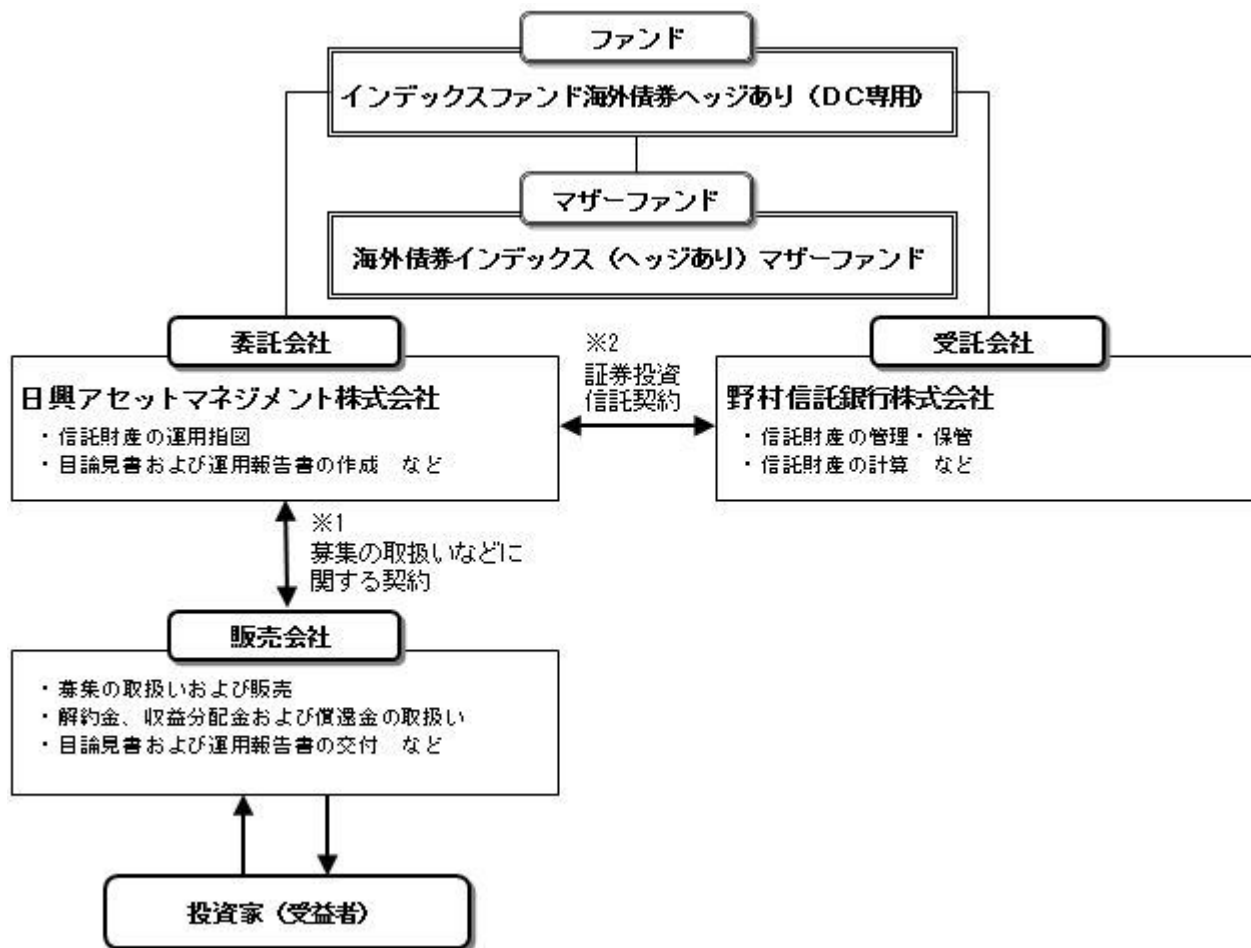 ファンド
インデックスファンド海外債券ヘッジあり（ＤＣ専用）
マザーファンド
海外債券インデックス（ヘッジあり）マザーファンド
委託会社
日興アセットマネジメント株式会社
・信託財産の運用指図
・目論見書および運用報告書の作成　など
※2
証券投資
信託契約
受託会社
野村信託銀行株式会社
・信託財産の管理・保管
・信託財産の計算　など
※1
募集の取扱いなどに
関する契約
販売会社
・募集の取扱いおよび販売
・解約金、収益分配金および償還金の取扱い
・目論見書および運用報告書の交付　など
投資家（受益者）